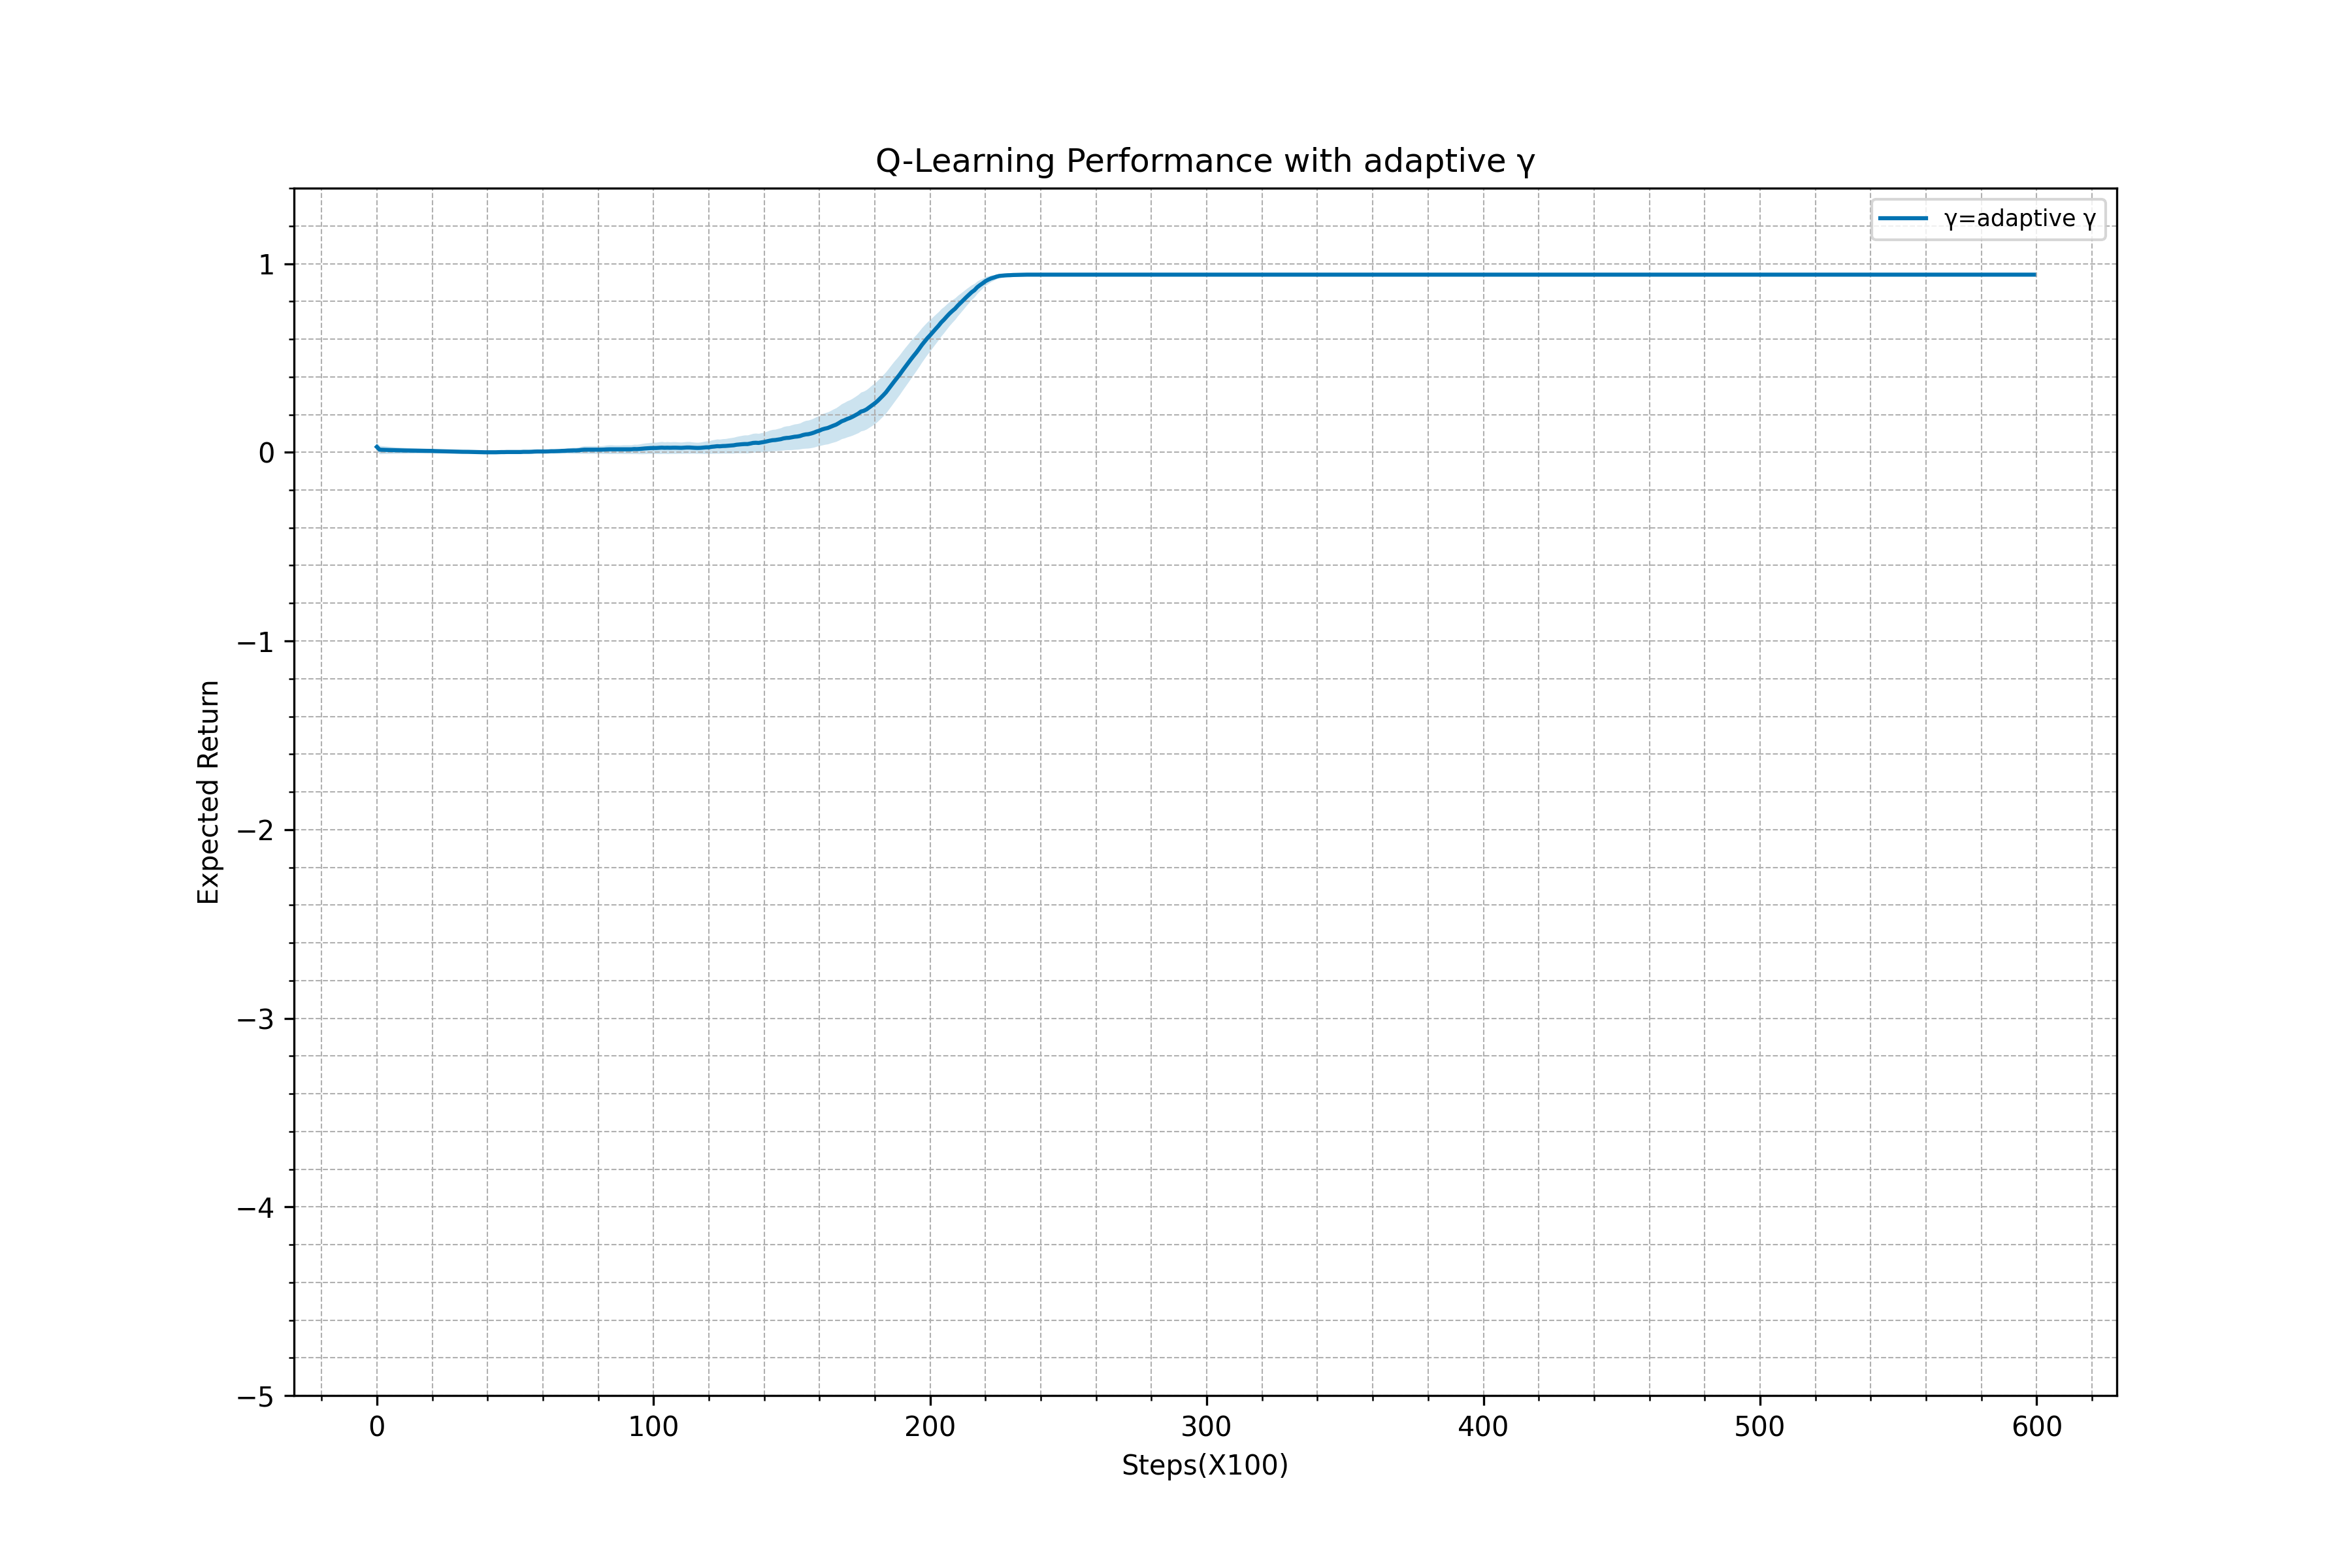 Q-Learning Performance with adaptive γ
γ=adaptive γ
1
0
−1
−2
−3
−4
−5
Expected Return
0 100 200 300 400 500 600
Steps(X100)